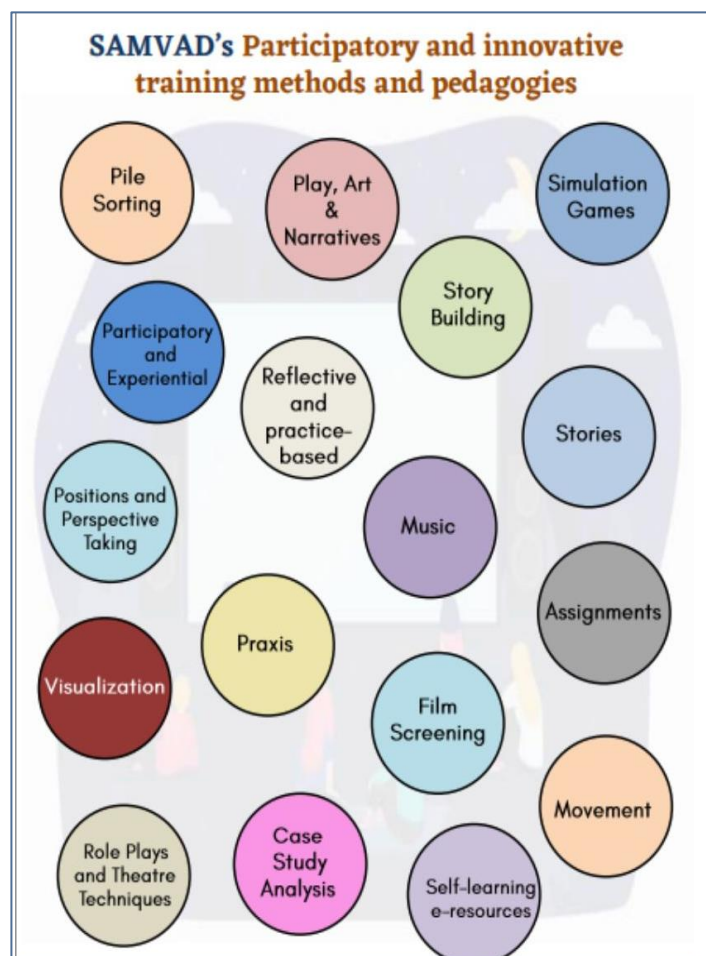 SAMVAD's Participatory and innovative
training methods and pedagogies
Pile
Sorting
Play, Art
&
Narratives
Simulation
Games
Story
Building
Participatory
and
Experiential
Reflective
and
practice-
based
Stories
Positions and
Perspective
Taking
Music
Assignments
Praxis
Visualization
Film
Screening
Movement
Role Plays
and Theatre
Techniques
Case
Study
Analysis
Self-learning
e-resources